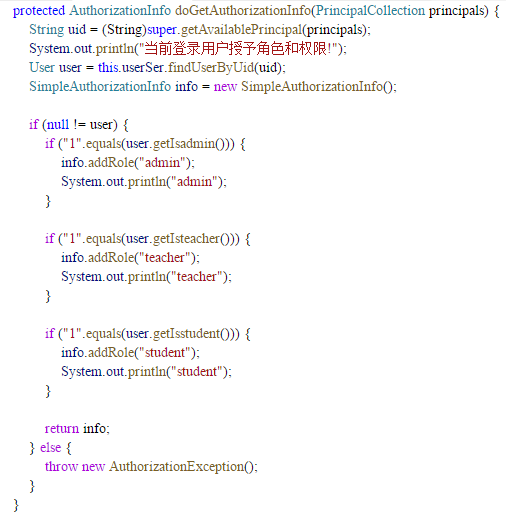 protected AuthorizationInfo doGetAuthorizationInfo(PrincipalCollection principals) {
String uid = (String)super.getAvailablePrincipal(principals);
System.out.println("当前登录用户授予角色和权限!");
User user = this.userSer.findUserByUid(uid);
SimpleAuthorizationInfo info = new SimpleAuthorizationInfo();
if (null != user) {
if ("1".equals(user.getIsadmin())) {
info.addRole("admin");
System.out.println("admin");
}
if ("1".equals(user.getIsteacher())) {
info.addRole("teacher");
System.out.println("teacher");
}
if ("1".equals(user.getIsstudent())) {
info.addRole("student");
System.out.println("student");
}
return info;
} else {
throw new AuthorizationException();
}
}